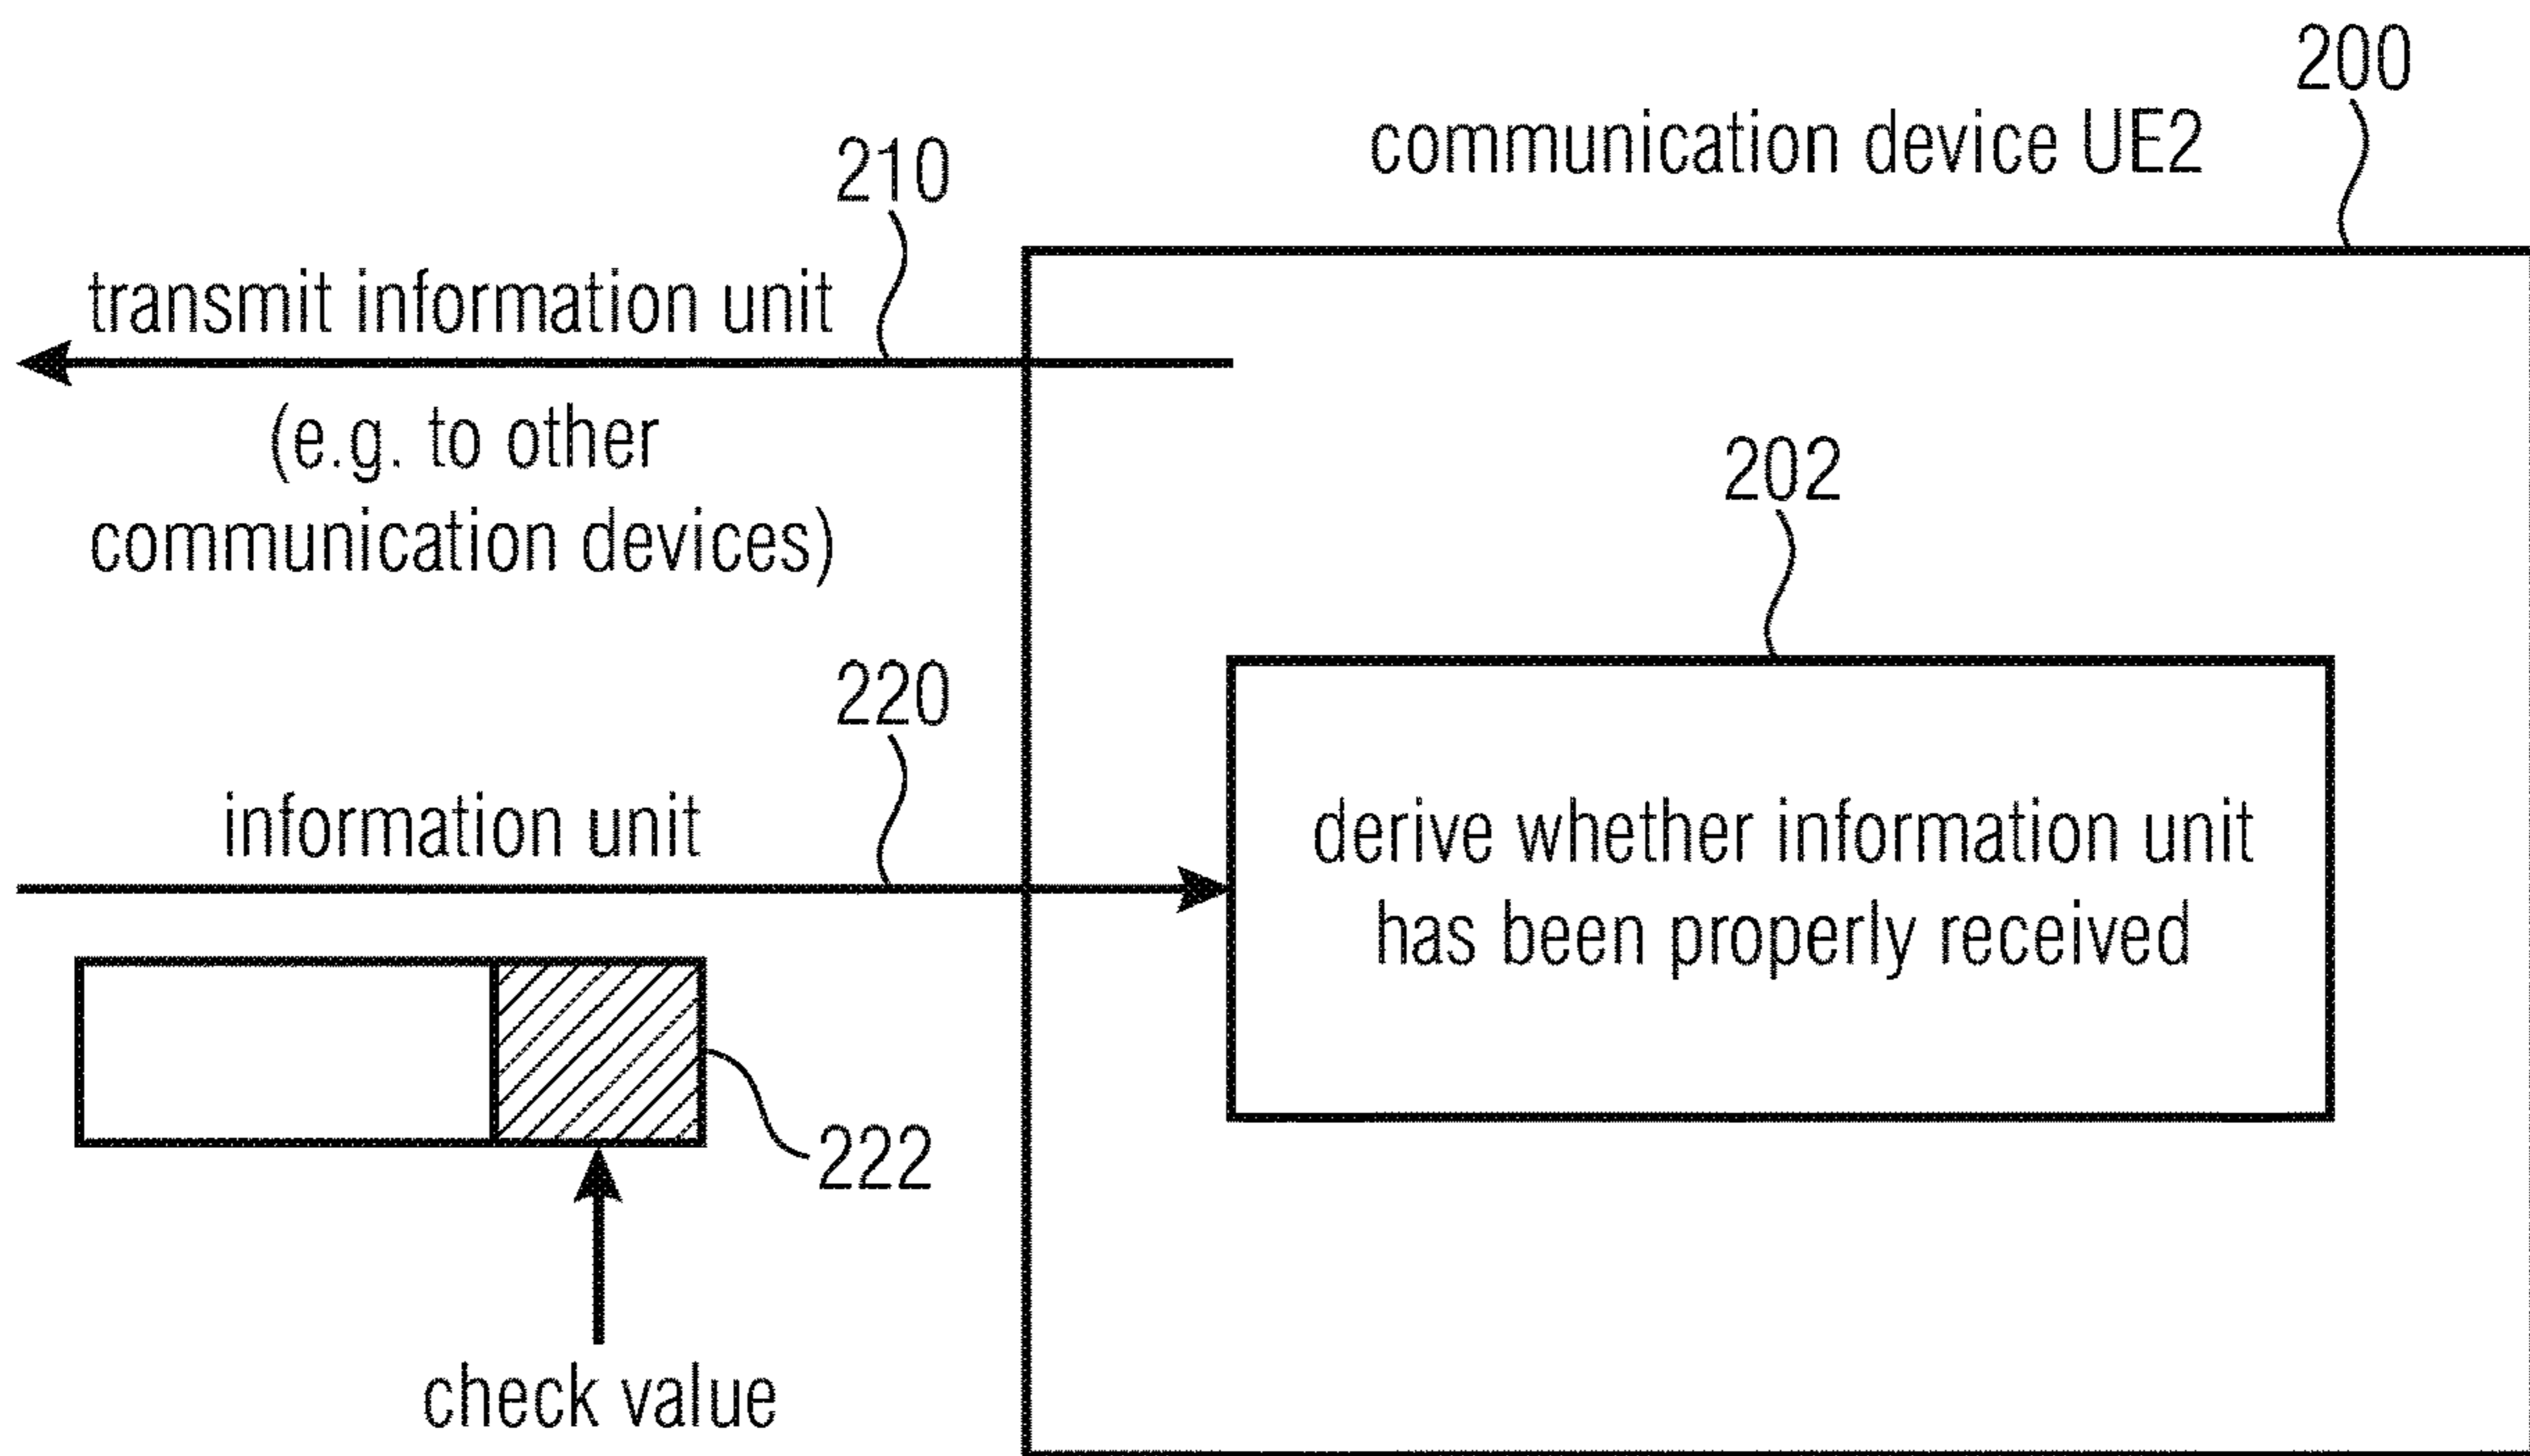 200
communication device UE2
210
transmit information unit
(e.g. to other
communication devices)
202
220
information unit
derive whether information unit
has been properly received
222
check value